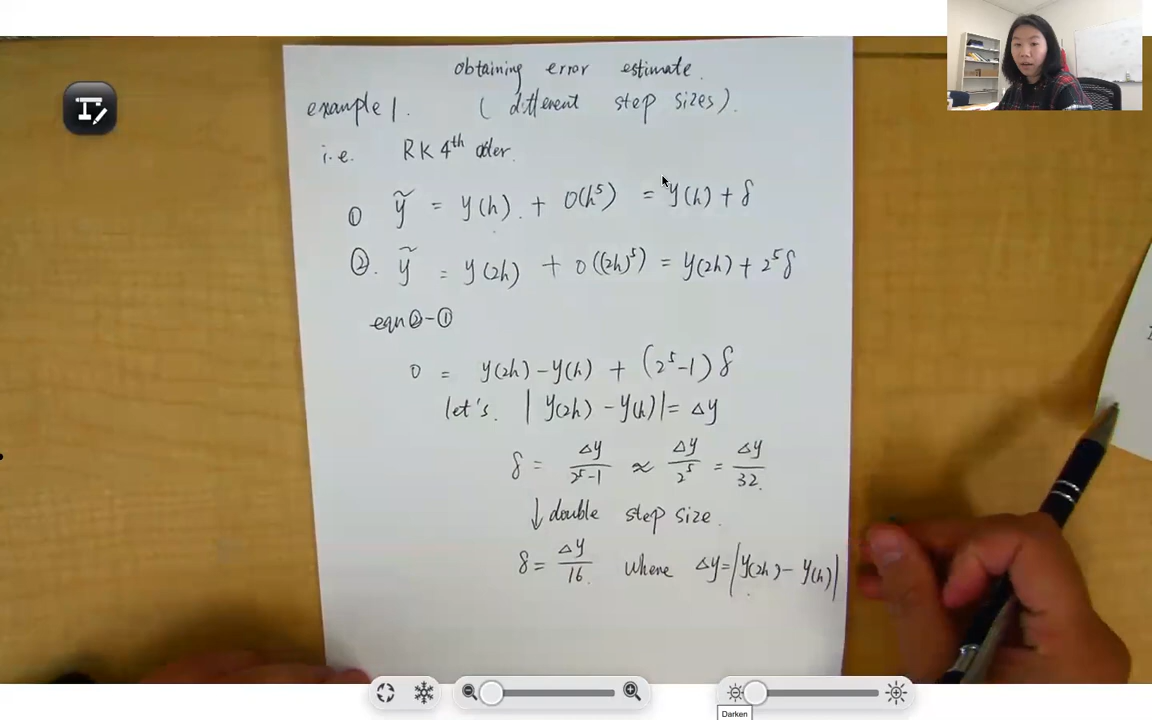 obtaining error estimate.
example 1. ( different step sizes).
i.e. RK 4th oder.
① ỹ = y(h) + O(h⁵) = y(h) + δ
②. ỹ = y(2h) + O((2h)⁵) = y(2h) + 2⁵δ
eqn②-①
0 = y(2h) - y(h) + (2⁵-1) δ
let's. | y(2h) - y(h)| = Δy
δ = Δy/(2⁵-1) ≈ Δy/2⁵ = Δy/32.
↓ double step size.
δ = Δy/16. where Δy = |y(2h) - y(h)|
Darken